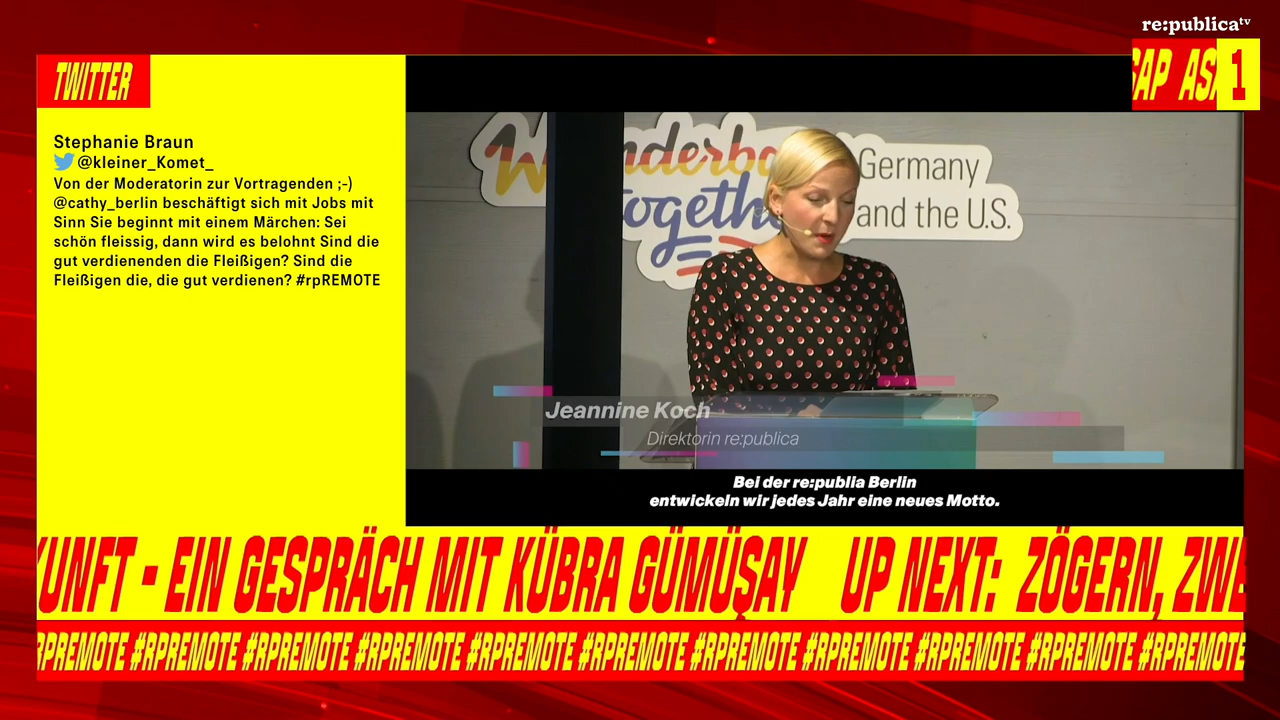 re:publica tv
SAP AS
1
TWITTER
Stephanie Braun
@kleiner_Komet_
Von der Moderatorin zur Vortragenden ;-)
@cathy_berlin beschäftigt sich mit Jobs mit
Sinn Sie beginnt mit einem Märchen: Sei
schön fleissig, dann wird es belohnt Sind die
gut verdienenden die Fleißigen? Sind die
Fleißigen die, die gut verdienen? #rpREMOTE
Germany
and the U.S.
Jeannine Koch
Direktorin re:publica
Bei der re:publia Berlin
entwickeln wir jedes Jahr eine neues Motto.
KUNFT - EIN GESPRÄCH MIT KÜBRA GÜMÜŞAY UP NEXT: ZÖGERN, ZWE
RPREMOTE #RPREMOTE #RPREMOTE #RPREMOTE #RPREMOTE #RPREMOTE #RPREMOTE #RPREMOTE #RPREMOTE #RPREMOTE #RPREMOTE